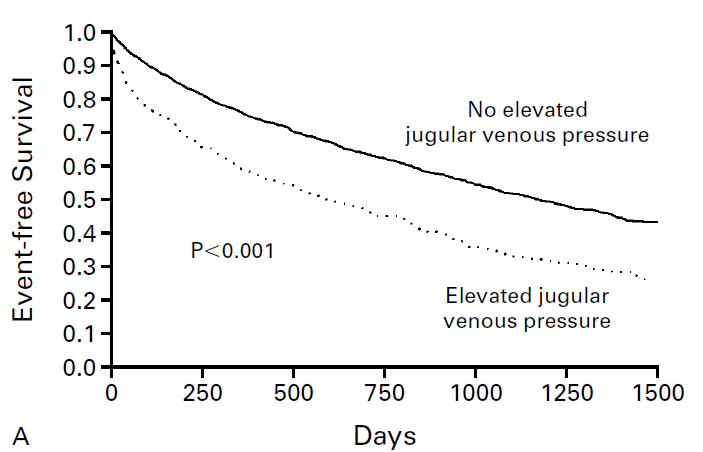 1.0
0.9
0.8
0.7
0.6
0.5
0.4
0.3
0.2
0.1
0.0
Event-free Survival
No elevated
jugular venous pressure
P<0.001
Elevated jugular
venous pressure
0 250 500 750 1000 1250 1500
A
Days